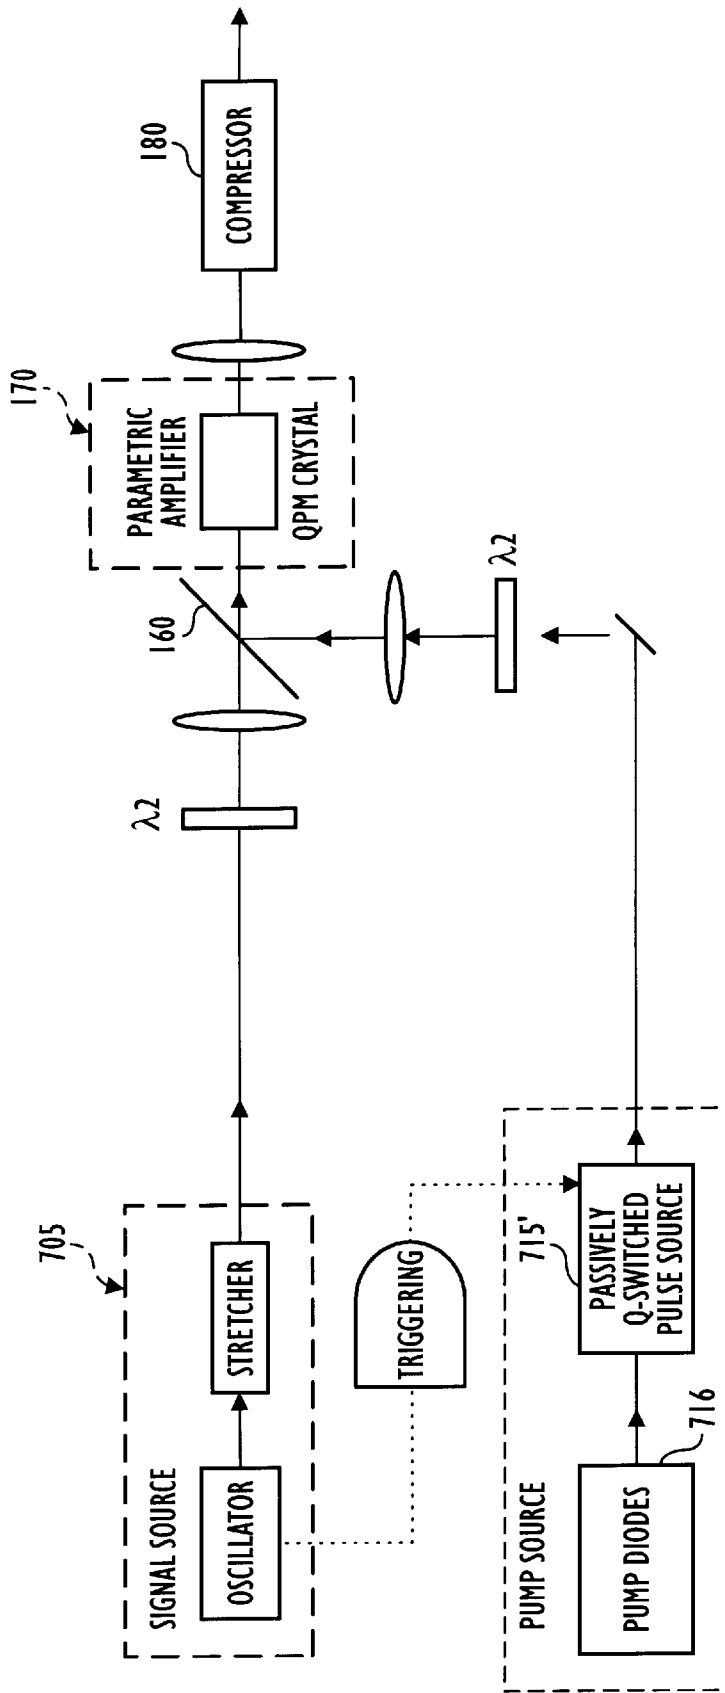 705
SIGNAL SOURCE
OSCILLATOR
STRETCHER
λ2
160
170
PARAMETRIC
AMPLIFIER
QPM CRYSTAL
180
COMPRESSOR
TRIGGERING
λ2
PUMP SOURCE
PUMP DIODES
716
715'
PASSIVELY
Q-SWITCHED
PULSE SOURCE